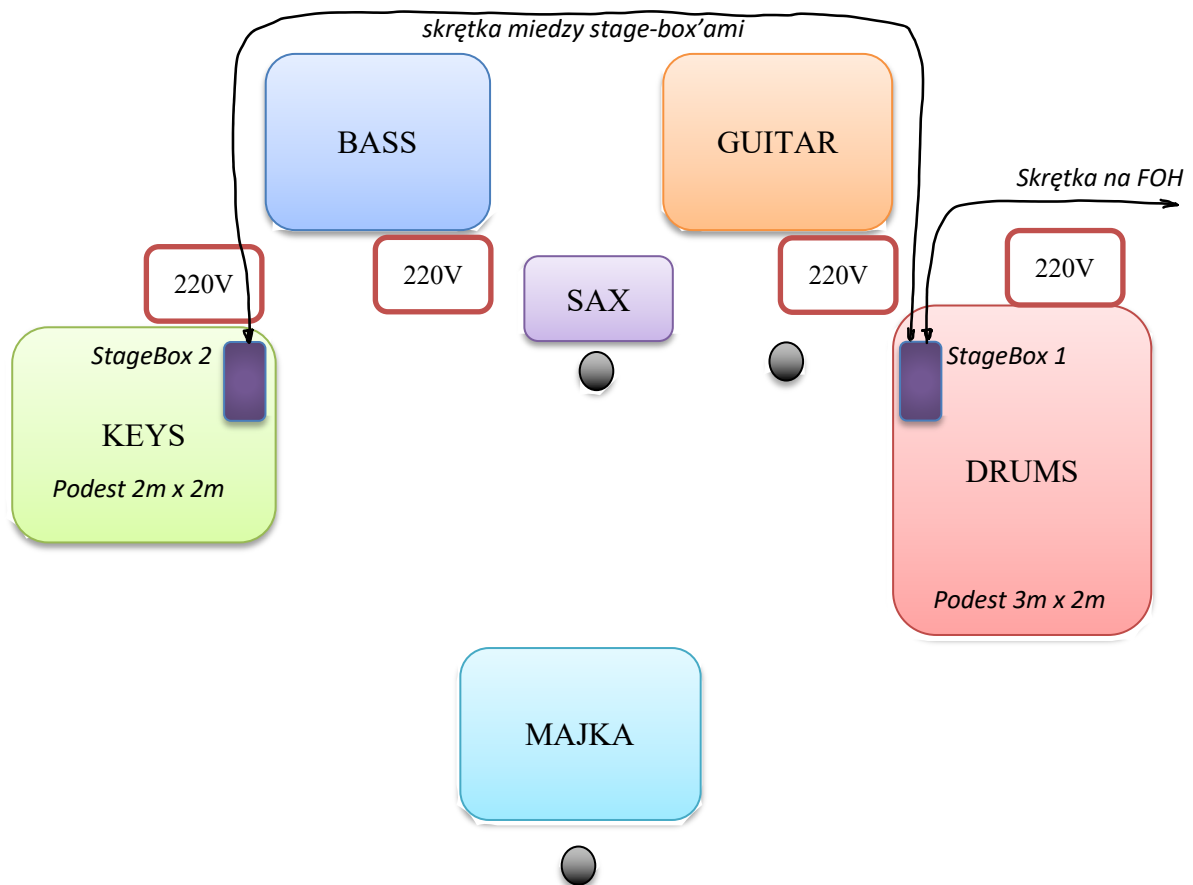 skrętka miedzy stage-box’ami
BASS
GUITAR
Skrętka na FOH
220V
220V
220V
220V
SAX
StageBox 2
StageBox 1
KEYS
Podest 2m x 2m
DRUMS
Podest 3m x 2m
MAJKA